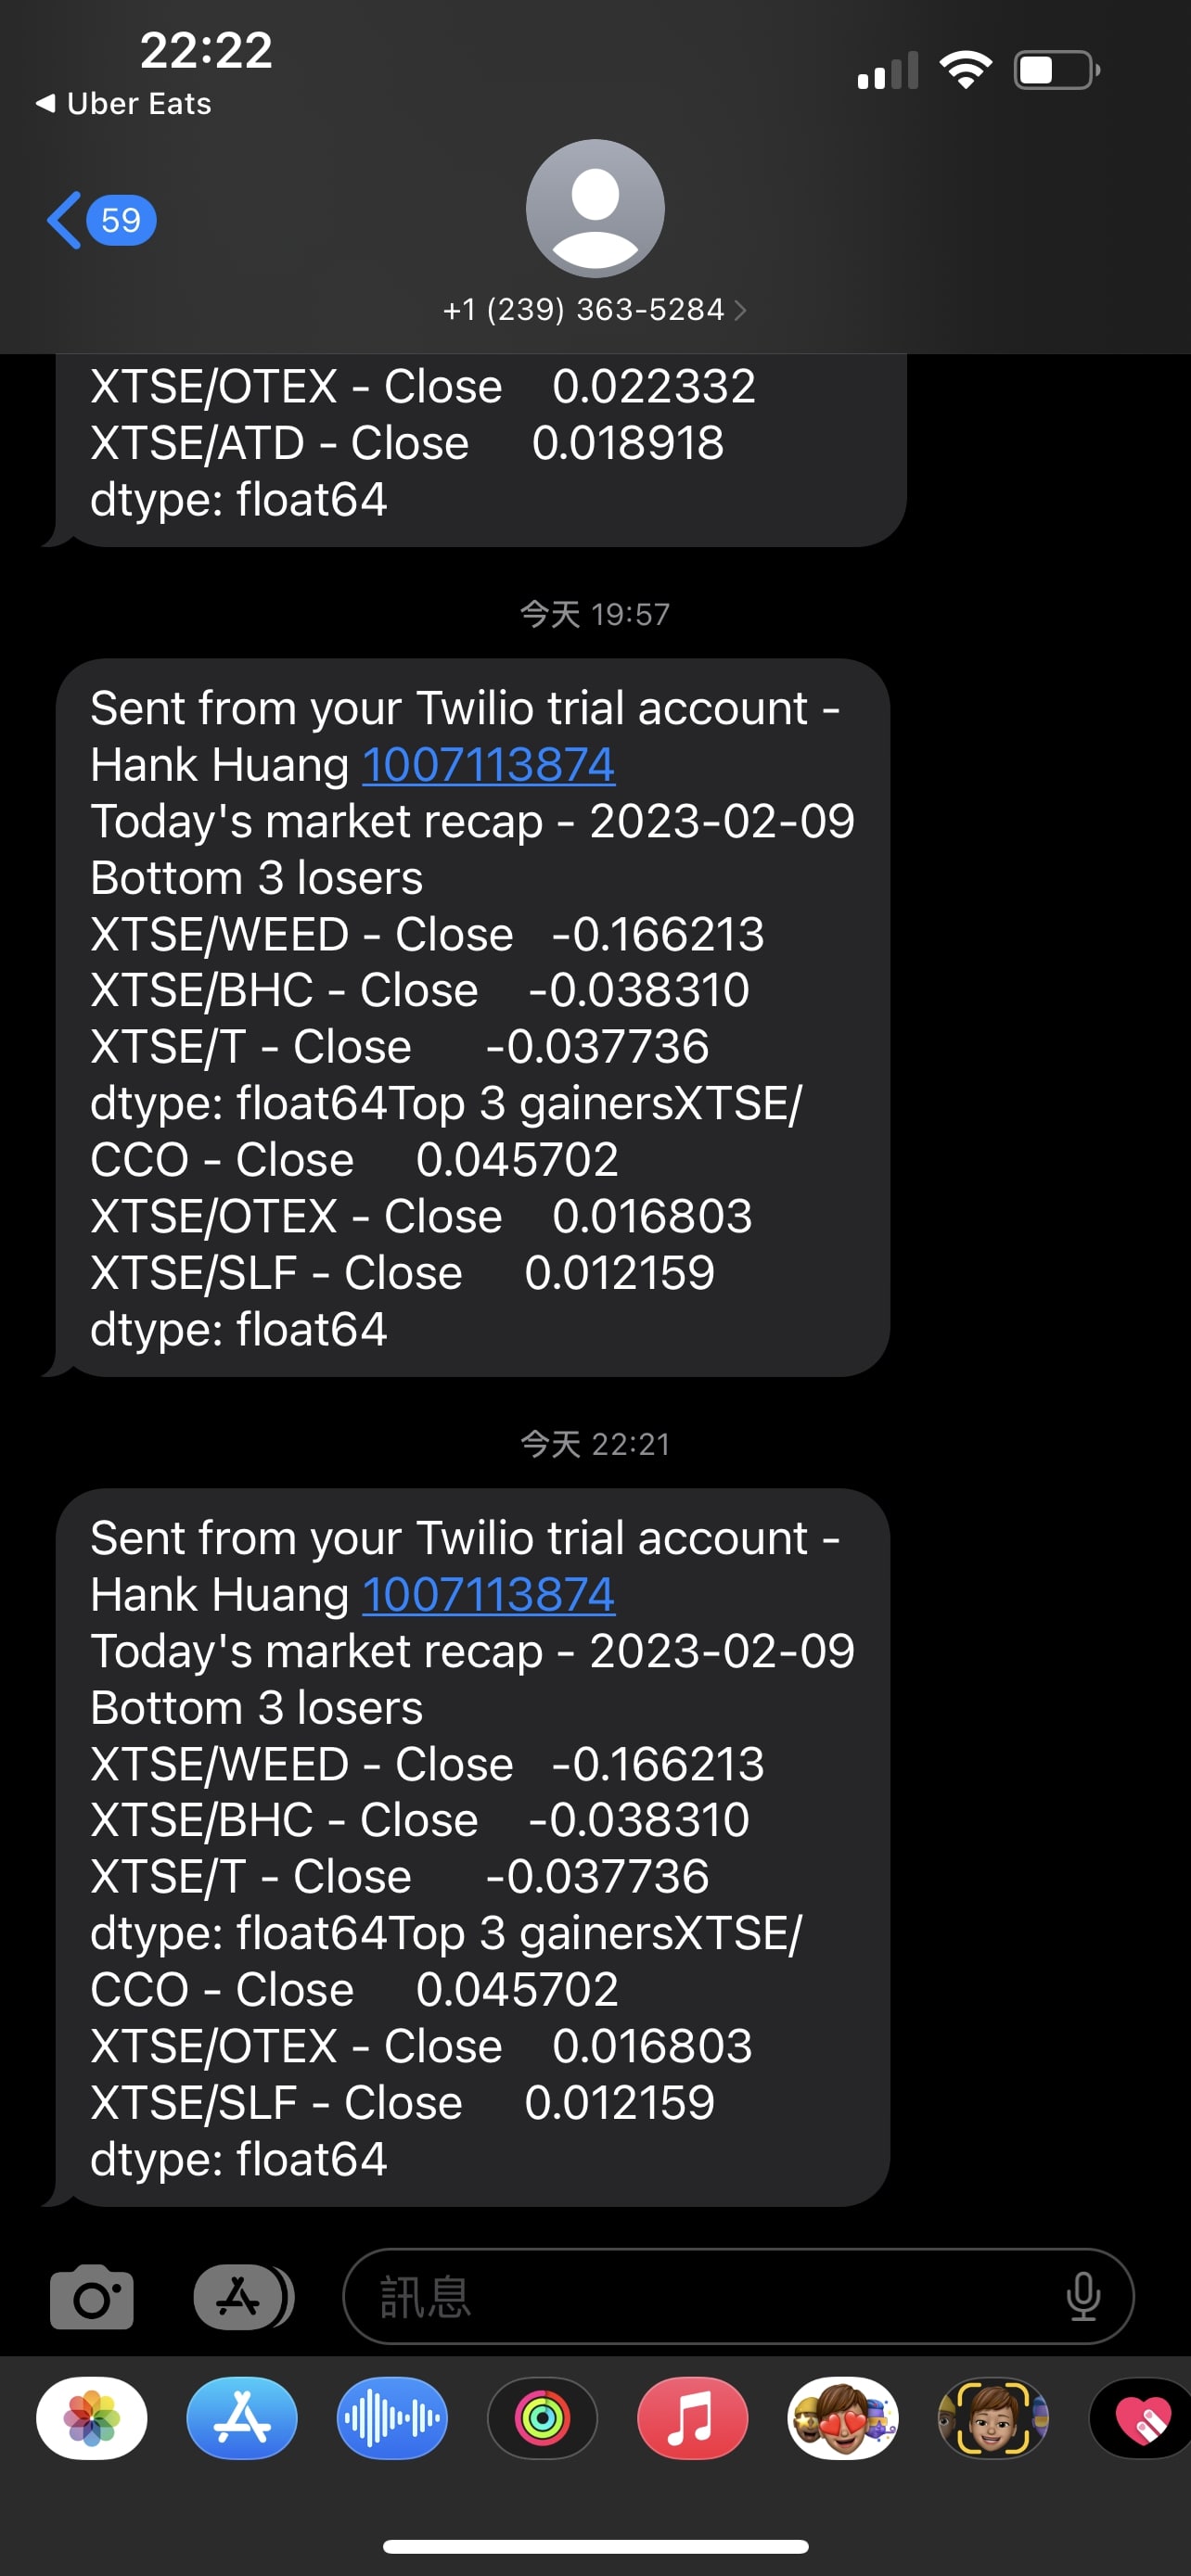 22:22
◀ Uber Eats
59
+1 (239) 363-5284
XTSE/OTEX - Close 0.022332
XTSE/ATD - Close 0.018918
dtype: float64
今天 19:57
Sent from your Twilio trial account -
Hank Huang 1007113874
Today's market recap - 2023-02-09
Bottom 3 losers
XTSE/WEED - Close -0.166213
XTSE/BHC - Close -0.038310
XTSE/T - Close -0.037736
dtype: float64Top 3 gainersXTSE/
CCO - Close 0.045702
XTSE/OTEX - Close 0.016803
XTSE/SLF - Close 0.012159
dtype: float64
今天 22:21
Sent from your Twilio trial account -
Hank Huang 1007113874
Today's market recap - 2023-02-09
Bottom 3 losers
XTSE/WEED - Close -0.166213
XTSE/BHC - Close -0.038310
XTSE/T - Close -0.037736
dtype: float64Top 3 gainersXTSE/
CCO - Close 0.045702
XTSE/OTEX - Close 0.016803
XTSE/SLF - Close 0.012159
dtype: float64
訊息